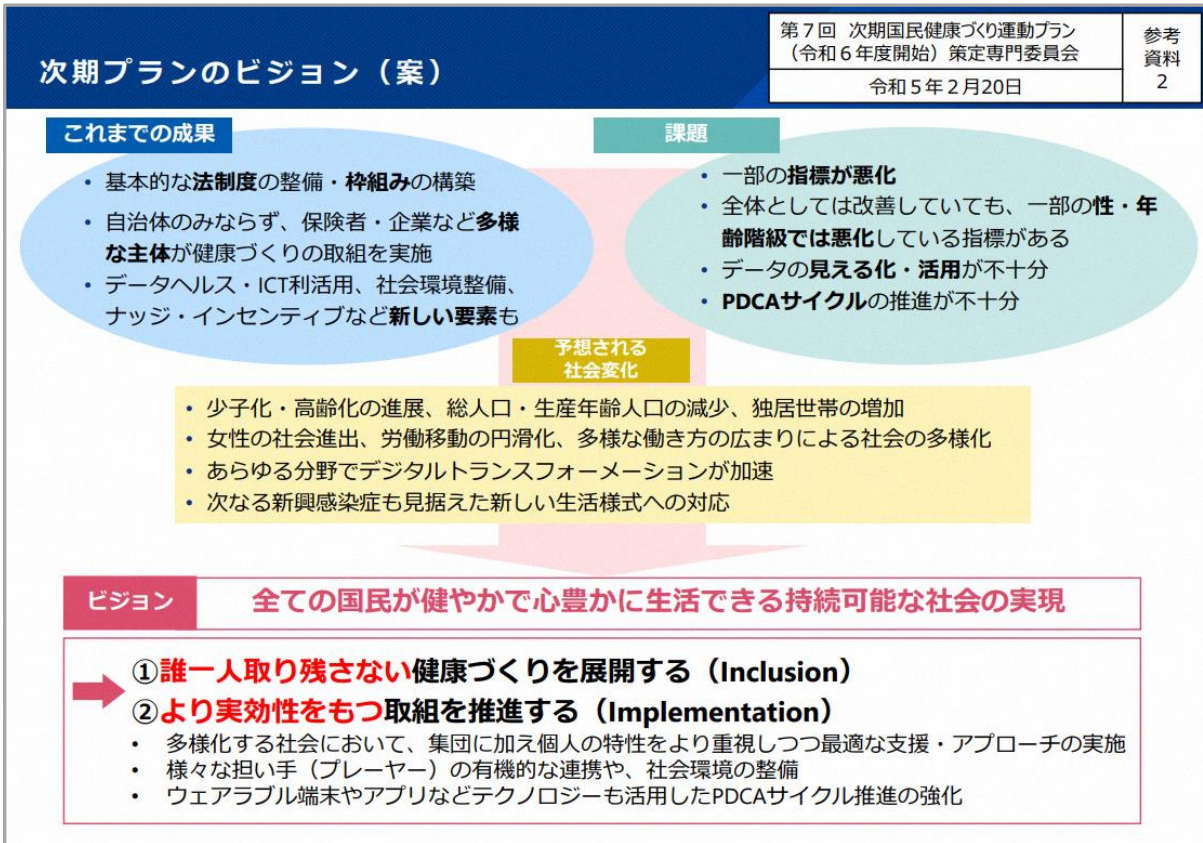 次期プランのビジョン（案）
第７回 次期国民健康づくり運動プラン
（令和６年度開始）策定専門委員会
令和５年２月20日
参考
資料
2
これまでの成果
• 基本的な法制度の整備・枠組みの構築
• 自治体のみならず、保険者・企業など多様
な主体が健康づくりの取組を実施
• データヘルス・ICT利活用、社会環境整備、
ナッジ・インセンティブなど新しい要素も
課題
• 一部の指標が悪化
• 全体としては改善していても、一部の性・年
齢階級では悪化している指標がある
• データの見える化・活用が不十分
• PDCAサイクルの推進が不十分
予想される
社会変化
• 少子化・高齢化の進展、総人口・生産年齢人口の減少、独居世帯の増加
• 女性の社会進出、労働移動の円滑化、多様な働き方の広まりによる社会の多様化
• あらゆる分野でデジタルトランスフォーメーションが加速
• 次なる新興感染症も見据えた新しい生活様式への対応
ビジョン
全ての国民が健やかで心豊かに生活できる持続可能な社会の実現
①誰一人取り残さない健康づくりを展開する（Inclusion）
②より実効性をもつ取組を推進する（Implementation）
• 多様化する社会において、集団に加え個人の特性をより重視しつつ最適な支援・アプローチの実施
• 様々な担い手（プレーヤー）の有機的な連携や、社会環境の整備
• ウェアラブル端末やアプリなどテクノロジーも活用したPDCAサイクル推進の強化